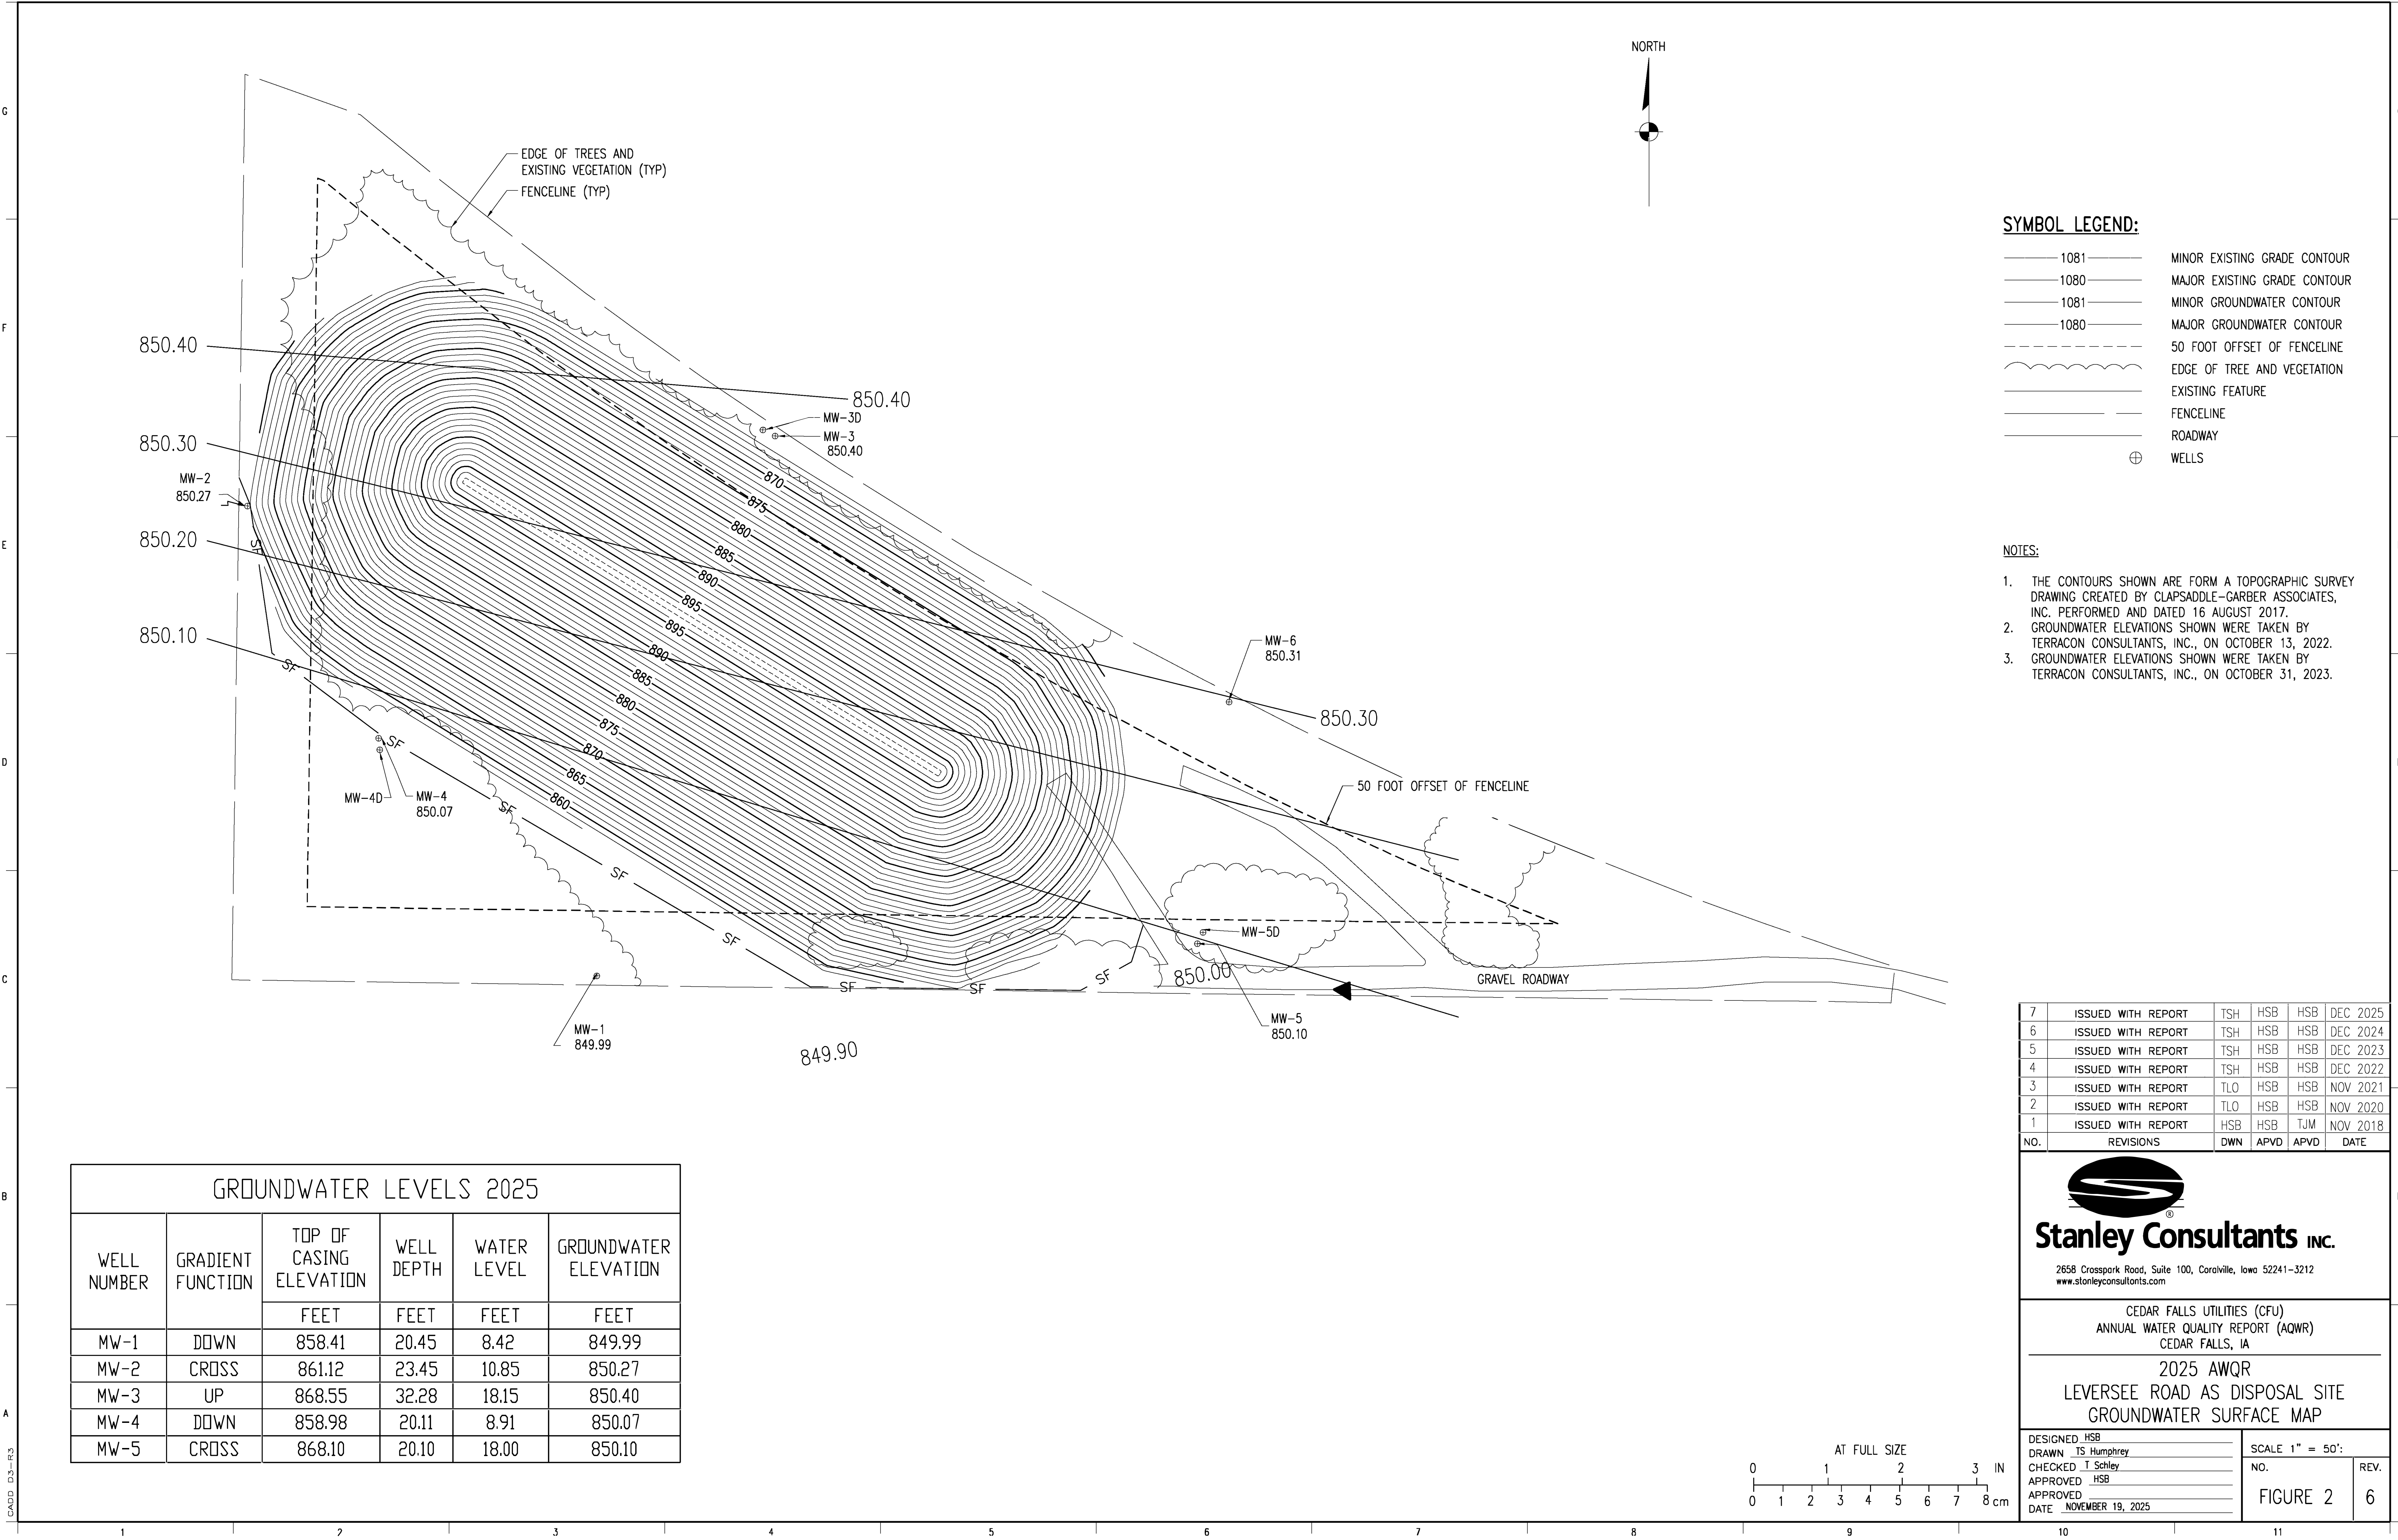 NORTH
EDGE OF TREES AND
EXISTING VEGETATION (TYP)
FENCELINE (TYP)
850.40
850.40
850.30
850.30
850.20
850.10
850.00
849.90
MW-3D
MW-3
850.40
MW-2
850.27
MW-6
850.31
MW-4D
MW-4
850.07
MW-5D
MW-5
850.10
MW-1
849.99
870
875
880
885
890
895
895
890
885
880
875
870
865
860
SF
SF
SF
SF
SF
SF
SF
SF
SF
50 FOOT OFFSET OF FENCELINE
GRAVEL ROADWAY
SYMBOL LEGEND:
1081 MINOR EXISTING GRADE CONTOUR
1080 MAJOR EXISTING GRADE CONTOUR
1081 MINOR GROUNDWATER CONTOUR
1080 MAJOR GROUNDWATER CONTOUR
50 FOOT OFFSET OF FENCELINE
EDGE OF TREE AND VEGETATION
EXISTING FEATURE
FENCELINE
ROADWAY
WELLS
NOTES:
1. THE CONTOURS SHOWN ARE FORM A TOPOGRAPHIC SURVEY
DRAWING CREATED BY CLAPSADDLE-GARBER ASSOCIATES,
INC. PERFORMED AND DATED 16 AUGUST 2017.
2. GROUNDWATER ELEVATIONS SHOWN WERE TAKEN BY
TERRACON CONSULTANTS, INC., ON OCTOBER 13, 2022.
3. GROUNDWATER ELEVATIONS SHOWN WERE TAKEN BY
TERRACON CONSULTANTS, INC., ON OCTOBER 31, 2023.
GROUNDWATER LEVELS 2025
WELL NUMBER GRADIENT FUNCTION TOP OF CASING ELEVATION WELL DEPTH WATER LEVEL GROUNDWATER ELEVATION
FEET FEET FEET FEET
MW-1 DOWN 858.41 20.45 8.42 849.99
MW-2 CROSS 861.12 23.45 10.85 850.27
MW-3 UP 868.55 32.28 18.15 850.40
MW-4 DOWN 858.98 20.11 8.91 850.07
MW-5 CROSS 868.10 20.10 18.00 850.10
AT FULL SIZE
0 1 2 3 IN
0 1 2 3 4 5 6 7 8 cm
7 ISSUED WITH REPORT TSH HSB HSB DEC 2025
6 ISSUED WITH REPORT TSH HSB HSB DEC 2024
5 ISSUED WITH REPORT TSH HSB HSB DEC 2023
4 ISSUED WITH REPORT TSH HSB HSB DEC 2022
3 ISSUED WITH REPORT TLO HSB HSB NOV 2021
2 ISSUED WITH REPORT TLO HSB HSB NOV 2020
1 ISSUED WITH REPORT HSB HSB TJM NOV 2018
NO. REVISIONS DWN APVD APVD DATE
®
Stanley Consultants INC.
2658 Crosspark Road, Suite 100, Coralville, Iowa 52241-3212
www.stanleyconsultants.com
CEDAR FALLS UTILITIES (CFU)
ANNUAL WATER QUALITY REPORT (AQWR)
CEDAR FALLS, IA
2025 AWQR
LEVERSEE ROAD AS DISPOSAL SITE
GROUNDWATER SURFACE MAP
DESIGNED HSB
DRAWN TS Humphrey
CHECKED T Schley
APPROVED HSB
APPROVED
DATE NOVEMBER 19, 2025
SCALE 1" = 50':
NO. REV.
FIGURE 2 6
G
F
E
D
C
B
A
CADD D3-R3
1 2 3 4 5 6 7 8 9 10 11